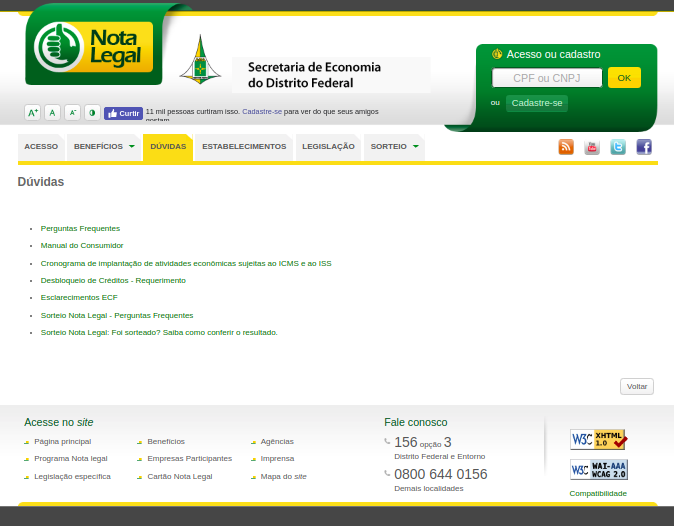 Nota
Legal
Secretaria de Economia
do Distrito Federal
Acesso ou cadastro
CPF ou CNPJ
OK
ou
Cadastre-se
A+
A
A-
Curtir
11 mil pessoas curtiram isso. Cadastre-se para ver do que seus amigos
gostam.
ACESSO
BENEFÍCIOS
DÚVIDAS
ESTABELECIMENTOS
LEGISLAÇÃO
SORTEIO
Dúvidas
Perguntas Frequentes
Manual do Consumidor
Cronograma de implantação de atividades econômicas sujeitas ao ICMS e ao ISS
Desbloqueio de Créditos - Requerimento
Esclarecimentos ECF
Sorteio Nota Legal - Perguntas Frequentes
Sorteio Nota Legal: Foi sorteado? Saiba como conferir o resultado.
Voltar
Acesse no site
Página principal
Programa Nota legal
Legislação específica
Benefícios
Empresas Participantes
Cartão Nota Legal
Agências
Imprensa
Mapa do site
Fale conosco
156 opção 3
Distrito Federal e Entorno
0800 644 0156
Demais localidades
W3C XHTML 1.0
W3C WAI-AAA WCAG 2.0
Compatibilidade